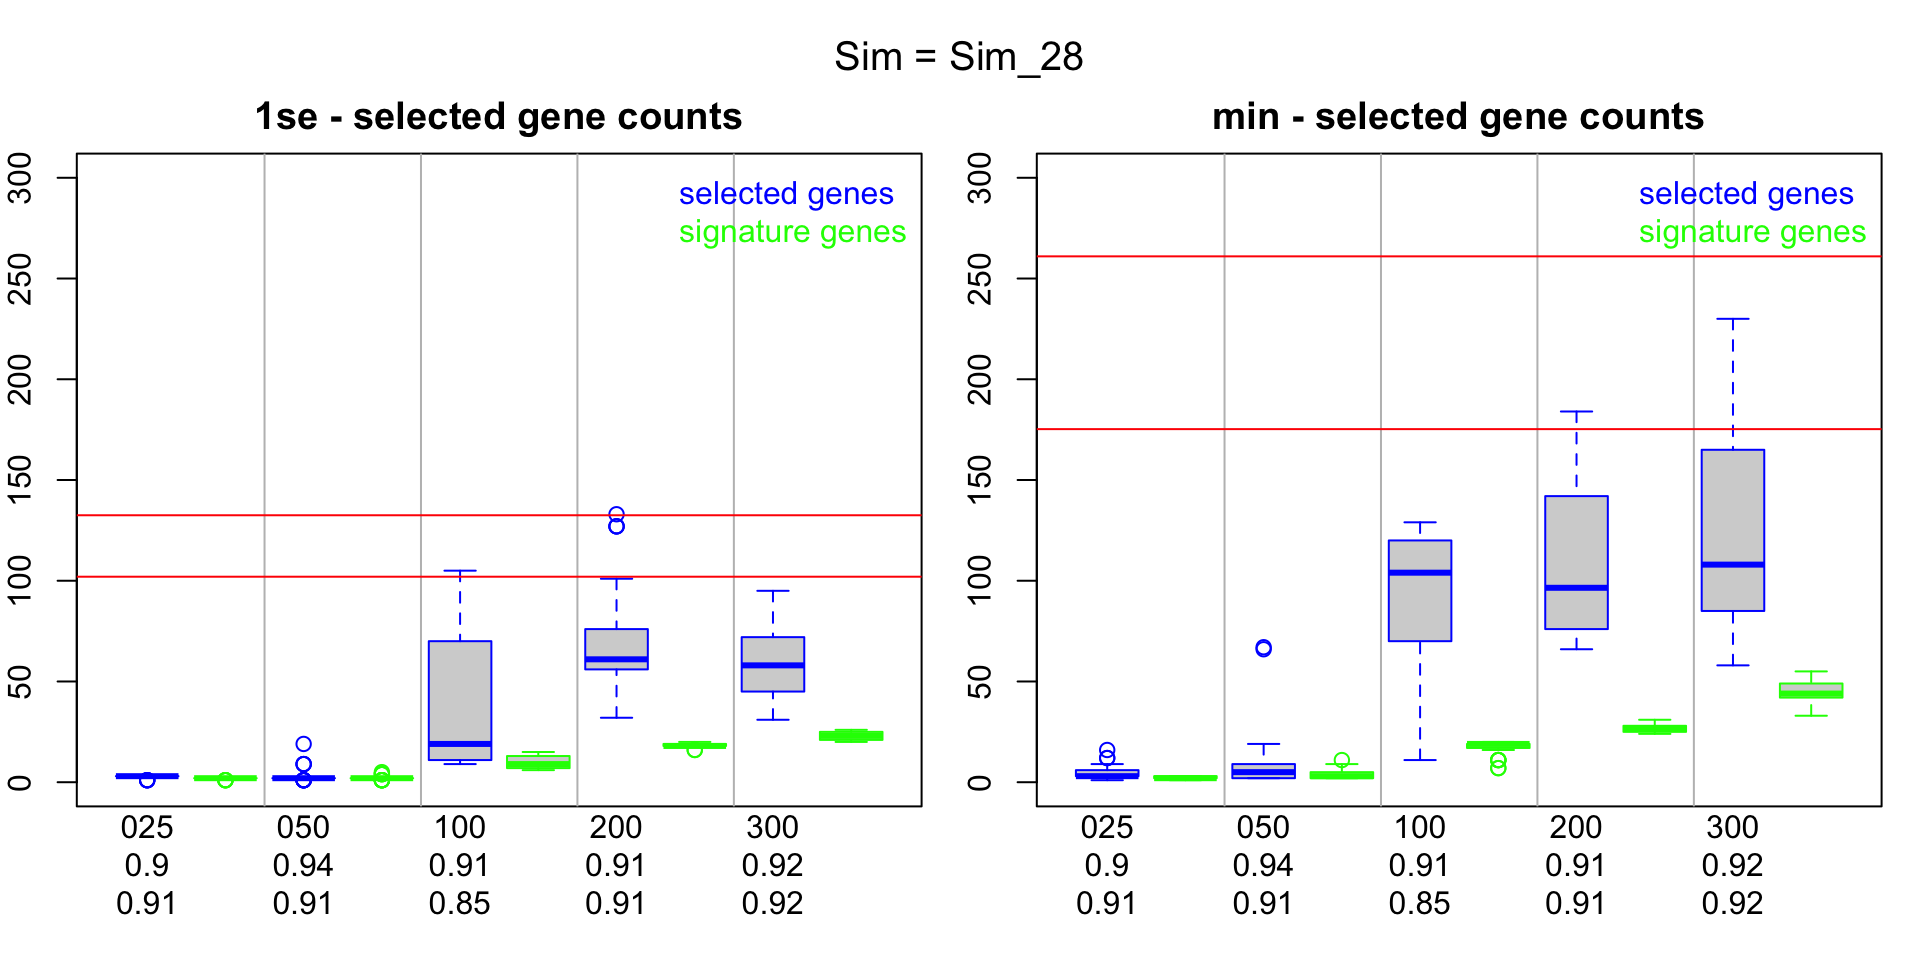 Sim = Sim_28
1se - selected gene counts
300
250
200
150
100
50
0
selected genes
signature genes
025 050 100 200 300
0.9 0.94 0.91 0.91 0.92
0.91 0.91 0.85 0.91 0.92
min - selected gene counts
300
250
200
150
100
50
0
selected genes
signature genes
025 050 100 200 300
0.9 0.94 0.91 0.91 0.92
0.91 0.91 0.85 0.91 0.92